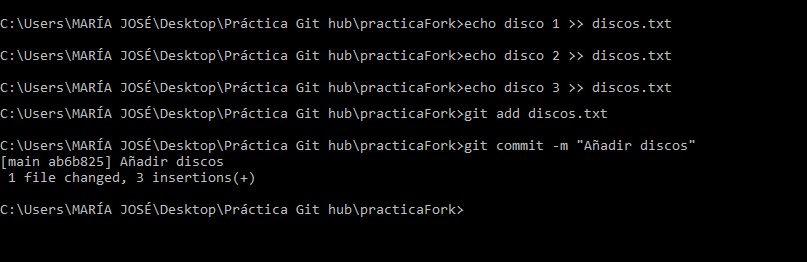 C:\Users\MARÍA JOSÉ\Desktop\Práctica Git hub\practicaFork>echo disco 1 >> discos.txt
C:\Users\MARÍA JOSÉ\Desktop\Práctica Git hub\practicaFork>echo disco 2 >> discos.txt
C:\Users\MARÍA JOSÉ\Desktop\Práctica Git hub\practicaFork>echo disco 3 >> discos.txt
C:\Users\MARÍA JOSÉ\Desktop\Práctica Git hub\practicaFork>git add discos.txt
C:\Users\MARÍA JOSÉ\Desktop\Práctica Git hub\practicaFork>git commit -m "Añadir discos"
[main ab6b825] Añadir discos
 1 file changed, 3 insertions(+)
C:\Users\MARÍA JOSÉ\Desktop\Práctica Git hub\practicaFork>